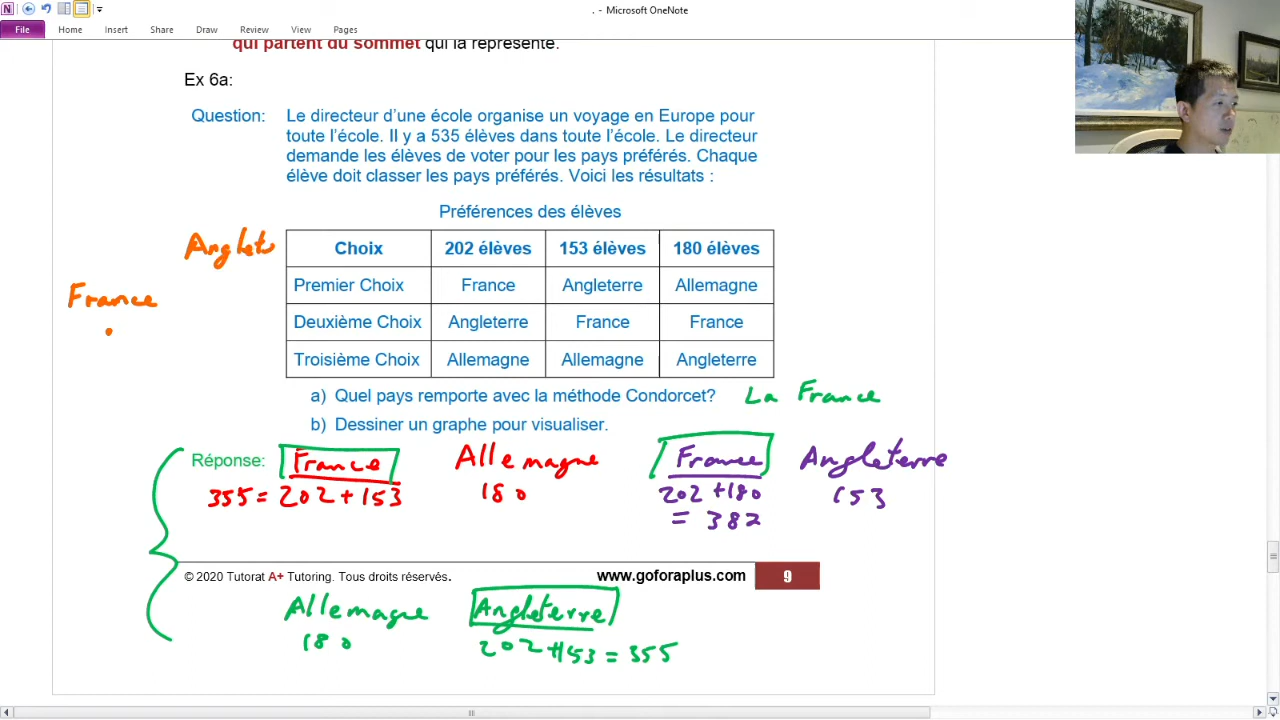 . - Microsoft OneNote
File Home Insert Share Draw Review View Pages
qui partent du sommet qui la représente.
Ex 6a:
Question: Le directeur d'une école organise un voyage en Europe pour
toute l'école. Il y a 535 élèves dans toute l'école. Le directeur
demande les élèves de voter pour les pays préférés. Chaque
élève doit classer les pays préférés. Voici les résultats :
Préférences des élèves
Anglet
Choix 202 élèves 153 élèves 180 élèves
France
Premier Choix France Angleterre Allemagne
Deuxième Choix Angleterre France France
Troisième Choix Allemagne Allemagne Angleterre
a) Quel pays remporte avec la méthode Condorcet? La France
b) Dessiner un graphe pour visualiser.
Réponse: France Allemagne France Angleterre
355 = 202 + 153 180 202 + 180 153
= 382
© 2020 Tutorat A+ Tutoring. Tous droits réservés. www.goforaplus.com 9
Allemagne Angleterre
180 202 + 153 = 355